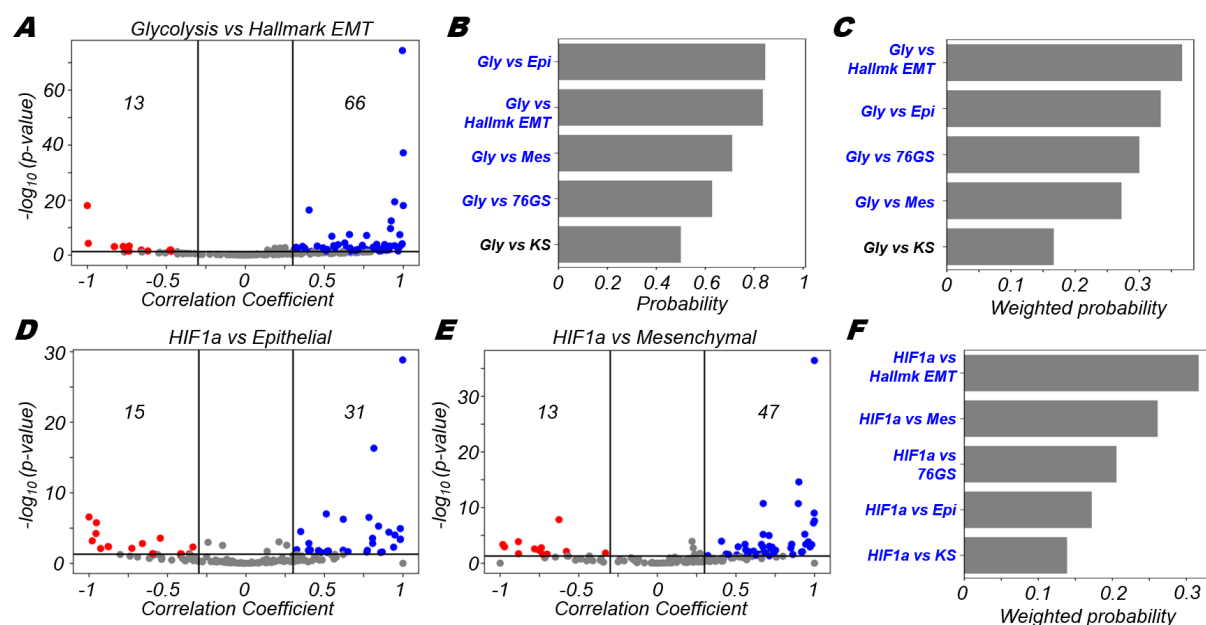 A
Glycolysis vs Hallmark EMT
60
40
20
0
13
66
-log10 (p-value)
-1
-0.5
0
0.5
1
Correlation Coefficient
B
Gly vs Epi
Gly vs
Hallmk EMT
Gly vs Mes
Gly vs 76GS
Gly vs KS
0
0.2
0.4
0.6
0.8
1
Probability
C
Gly vs
Hallmk EMT
Gly vs Epi
Gly vs 76GS
Gly vs Mes
Gly vs KS
0
0.1
0.2
0.3
Weighted probability
D
HIF1a vs Epithelial
30
20
10
0
15
31
-log10 (p-value)
-1
-0.5
0
0.5
1
Correlation Coefficient
E
HIF1a vs Mesenchymal
30
20
10
0
13
47
-log10 (p-value)
-1
-0.5
0
0.5
1
Correlation Coefficient
F
HIF1a vs
Hallmk EMT
HIF1a vs Mes
HIF1a vs
76GS
HIF1a vs Epi
HIF1a vs KS
0
0.1
0.2
0.3
Weighted probability